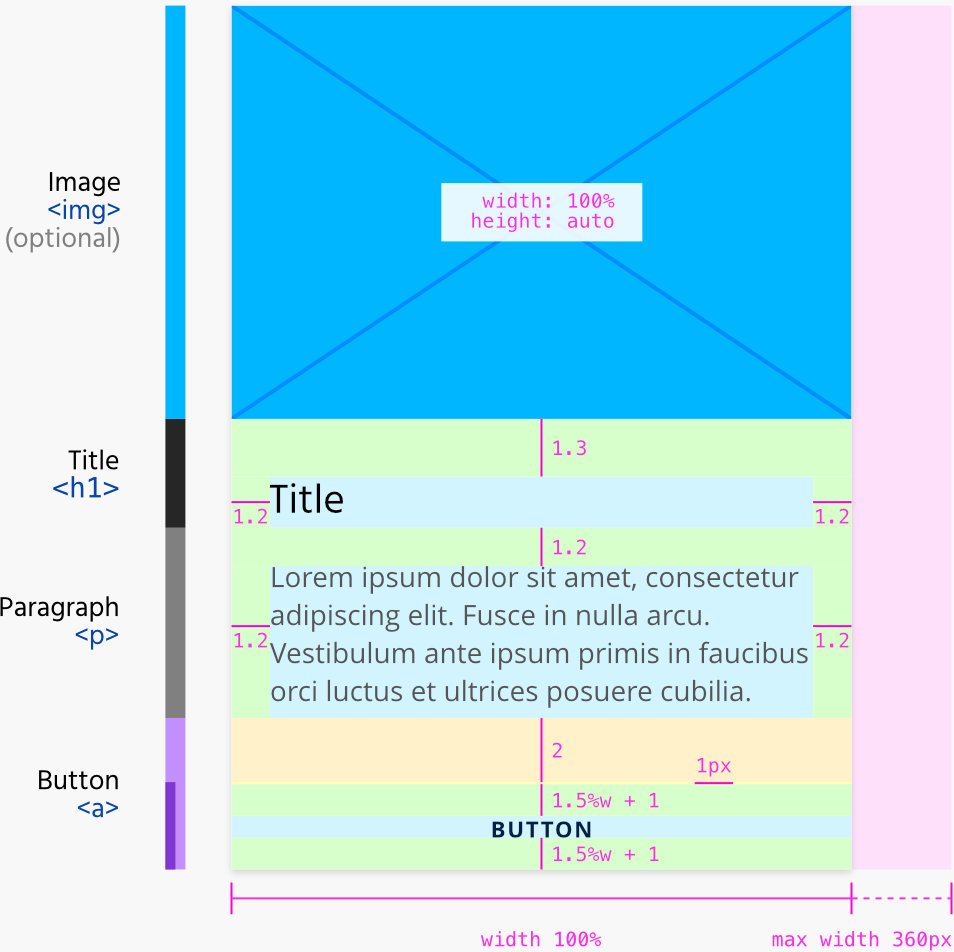 Image
<img>
(optional)
width: 100%
height: auto
1.3
Title
<h1>
Title
1.2
1.2
1.2
Lorem ipsum dolor sit amet, consectetur
adipiscing elit. Fusce in nulla arcu.
Vestibulum ante ipsum primis in faucibus
orci luctus et ultrices posuere cubilia.
Paragraph
<p>
1.2
1.2
2
1px
Button
<a>
1.5%w + 1
BUTTON
1.5%w + 1
width 100%
max width 360px